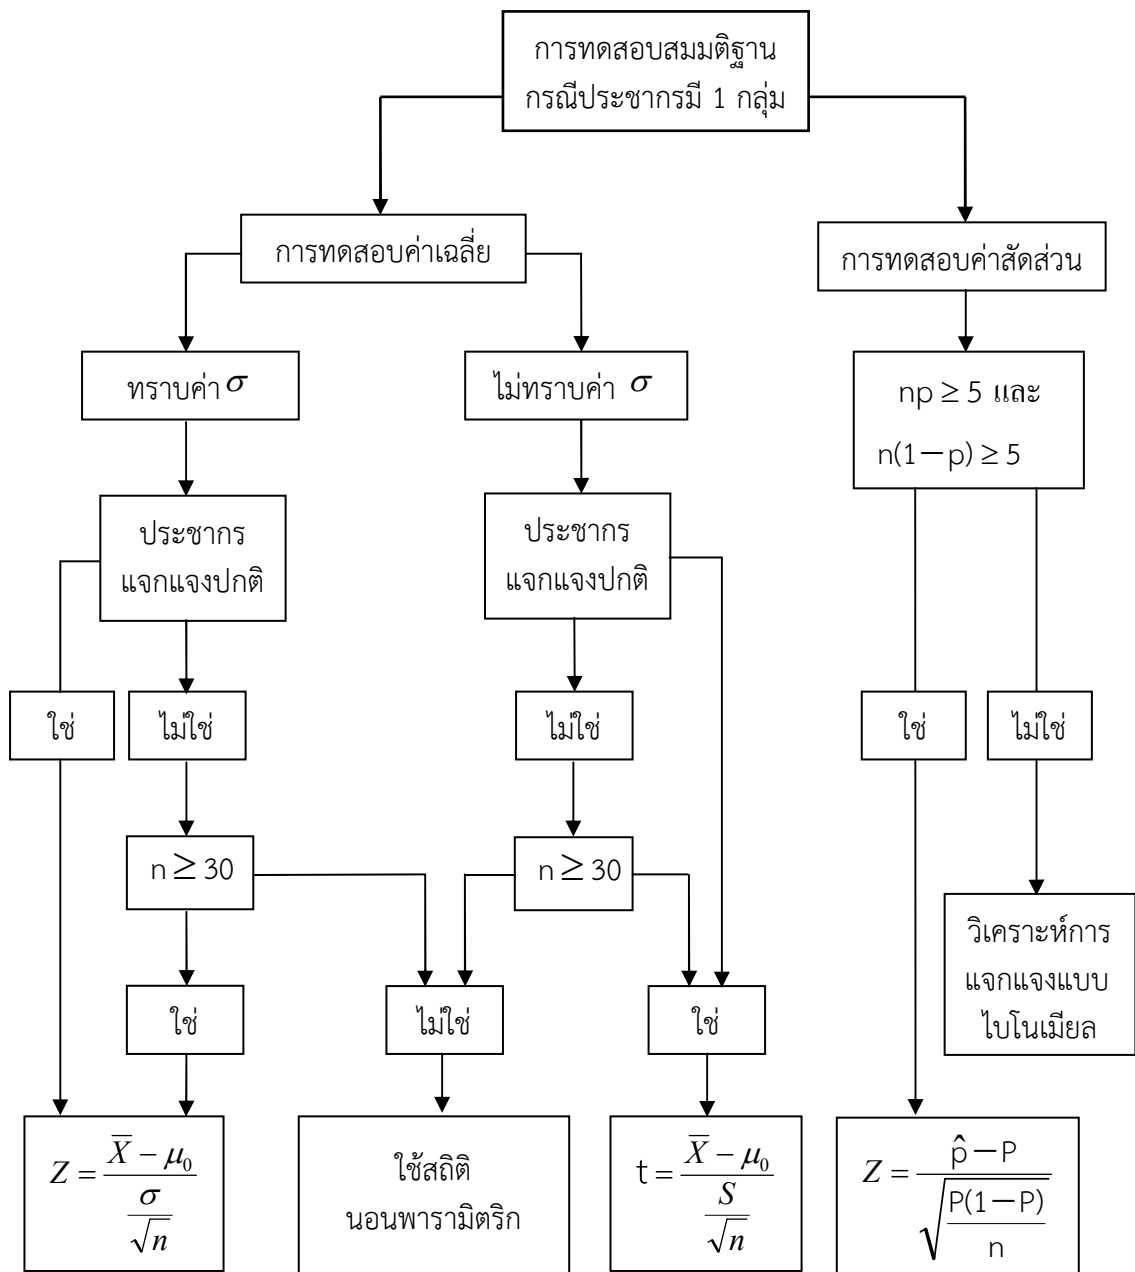 การทดสอบสมมติฐาน
กรณีประชากรมี 1 กลุ่ม
การทดสอบค่าเฉลี่ย
การทดสอบค่าสัดส่วน
ทราบค่า σ
ไม่ทราบค่า σ
np ≥ 5 และ
n(1−p) ≥ 5
ประชากร
แจกแจงปกติ
ประชากร
แจกแจงปกติ
ใช่
ไม่ใช่
ไม่ใช่
ใช่
ไม่ใช่
n ≥ 30
n ≥ 30
วิเคราะห์การ
แจกแจงแบบ
ไบโนเมียล
ใช่
ไม่ใช่
ใช่
Z = (X̄ − μ₀) / (σ / √n)
ใช้สถิติ
นอนพารามิตริก
t = (X̄ − μ₀) / (S / √n)
Z = (p̂ − P) / √(P(1−P) / n)